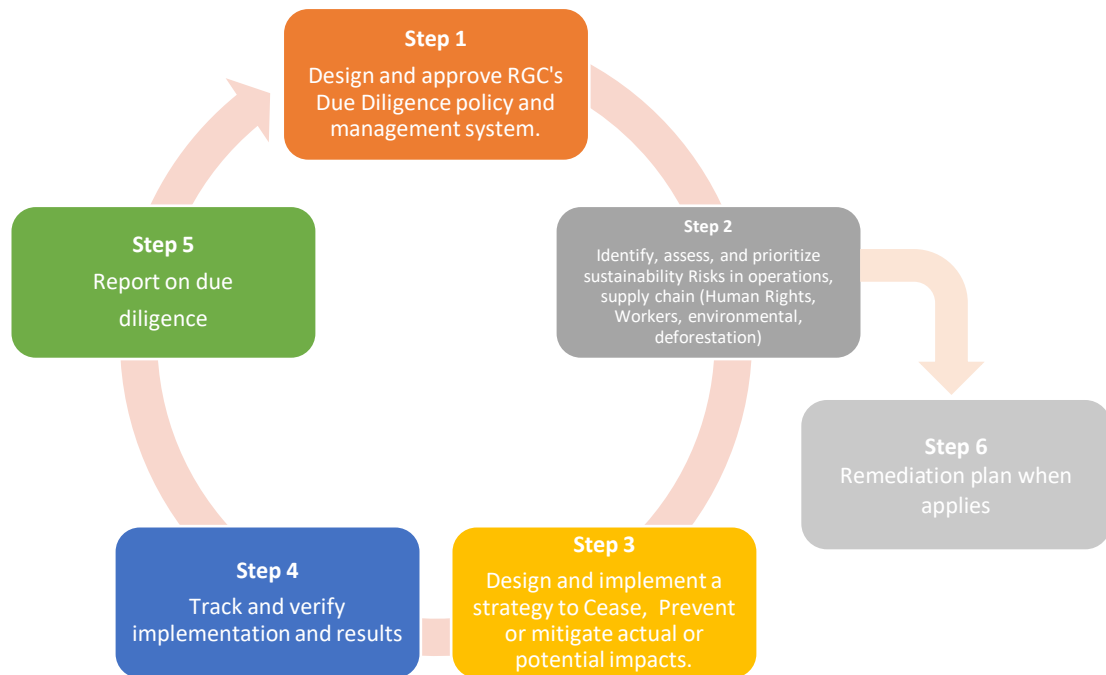 Step 1
Design and approve RGC's
Due Diligence policy and
management system.
Step 2
Identify, assess, and prioritize
sustainability Risks in operations,
supply chain (Human Rights,
Workers, environmental,
deforestation)
Step 3
Design and implement a
strategy to Cease, Prevent
or mitigate actual or
potential impacts.
Step 4
Track and verify
implementation and results
Step 5
Report on due
diligence
Step 6
Remediation plan when
applies